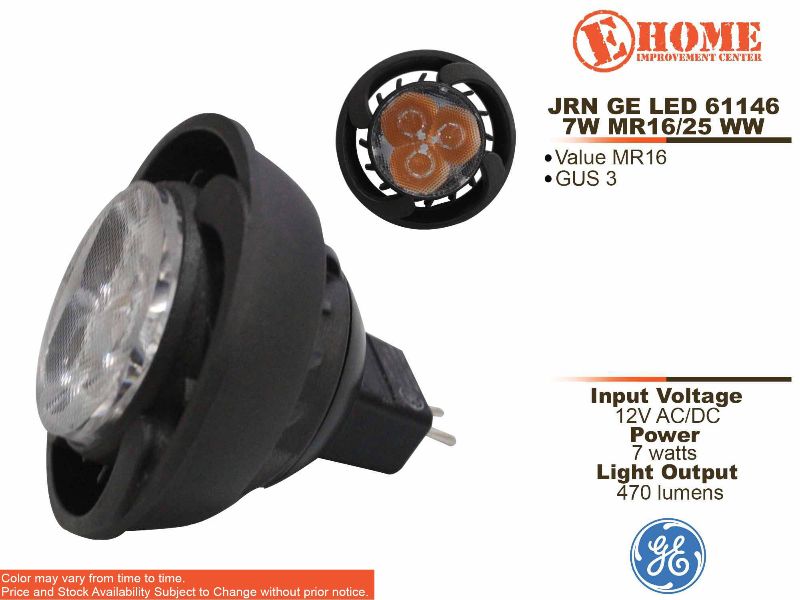 E HOME
IMPROVEMENT CENTER
JRN GE LED 61146
7W MR16/25 WW
• Value MR16
• GUS 3
Input Voltage
12V AC/DC
Power
7 watts
Light Output
470 lumens
GE
Color may vary from time to time.
Price and Stock Availability Subject to Change without prior notice.